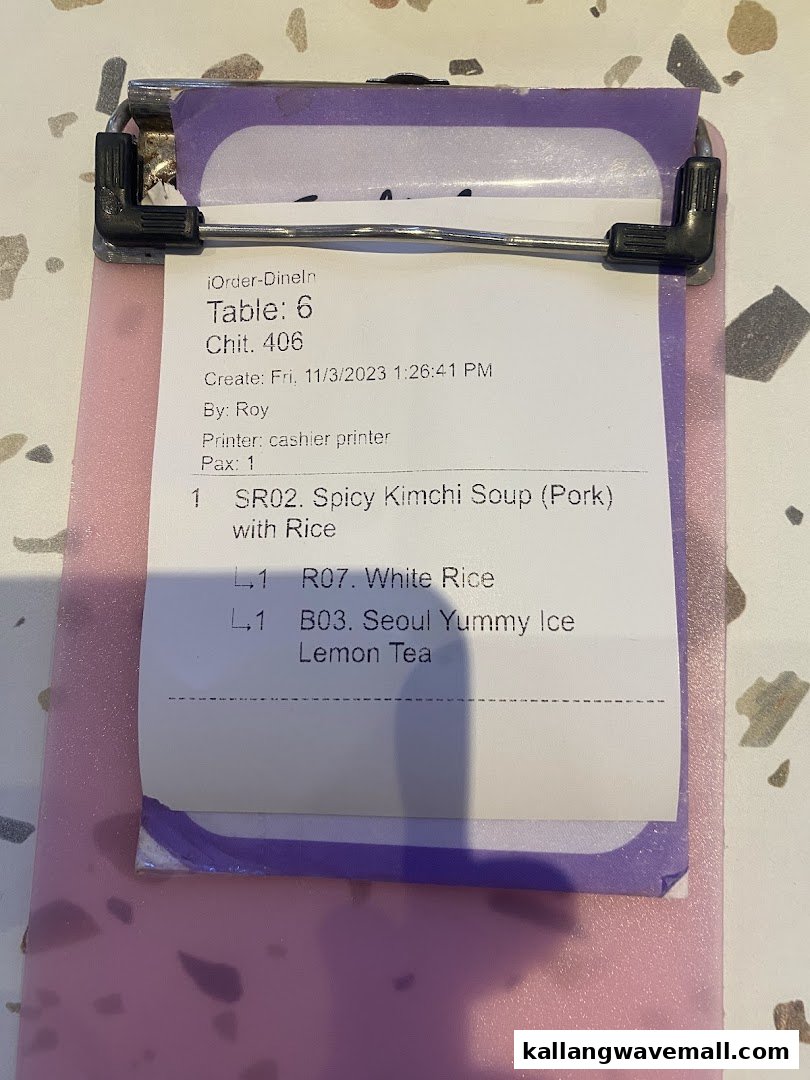 iOrder-DineIn
Table: 6
Chit. 406
Create: Fri, 11/3/2023 1:26:41 PM
By: Roy
Printer: cashier printer
Pax: 1
1 SR02. Spicy Kimchi Soup (Pork)
with Rice
↳1 R07. White Rice
↳1 B03. Seoul Yummy Ice
Lemon Tea
kallangwavemall.com